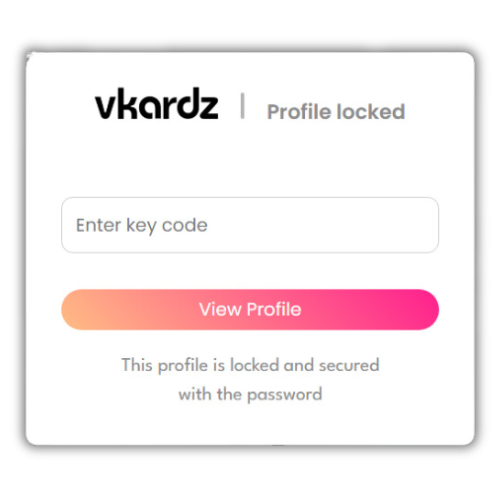 vkardz | Profile locked
Enter key code
View Profile
This profile is locked and secured
with the password